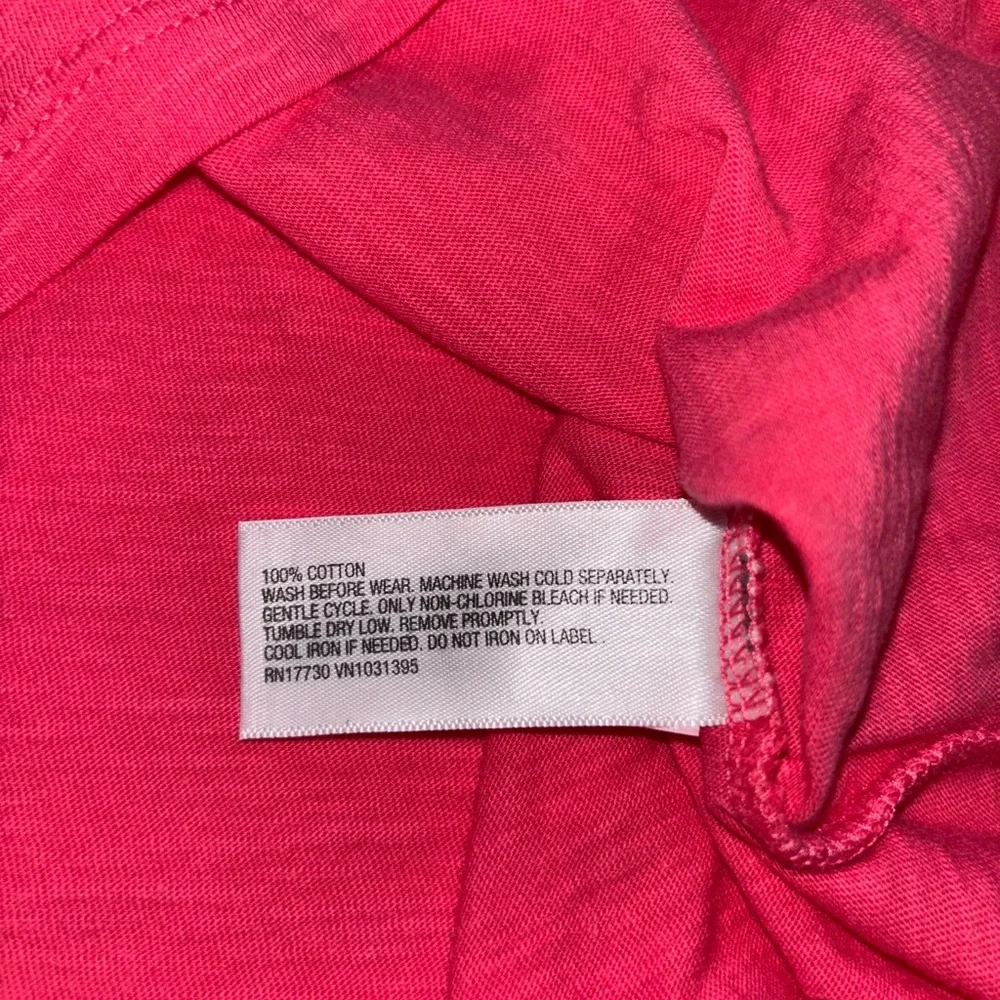 100% COTTON
WASH BEFORE WEAR. MACHINE WASH COLD SEPARATELY.
GENTLE CYCLE. ONLY NON-CHLORINE BLEACH IF NEEDED.
TUMBLE DRY LOW. REMOVE PROMPTLY.
COOL IRON IF NEEDED. DO NOT IRON ON LABEL .
RN17730 VN1031395